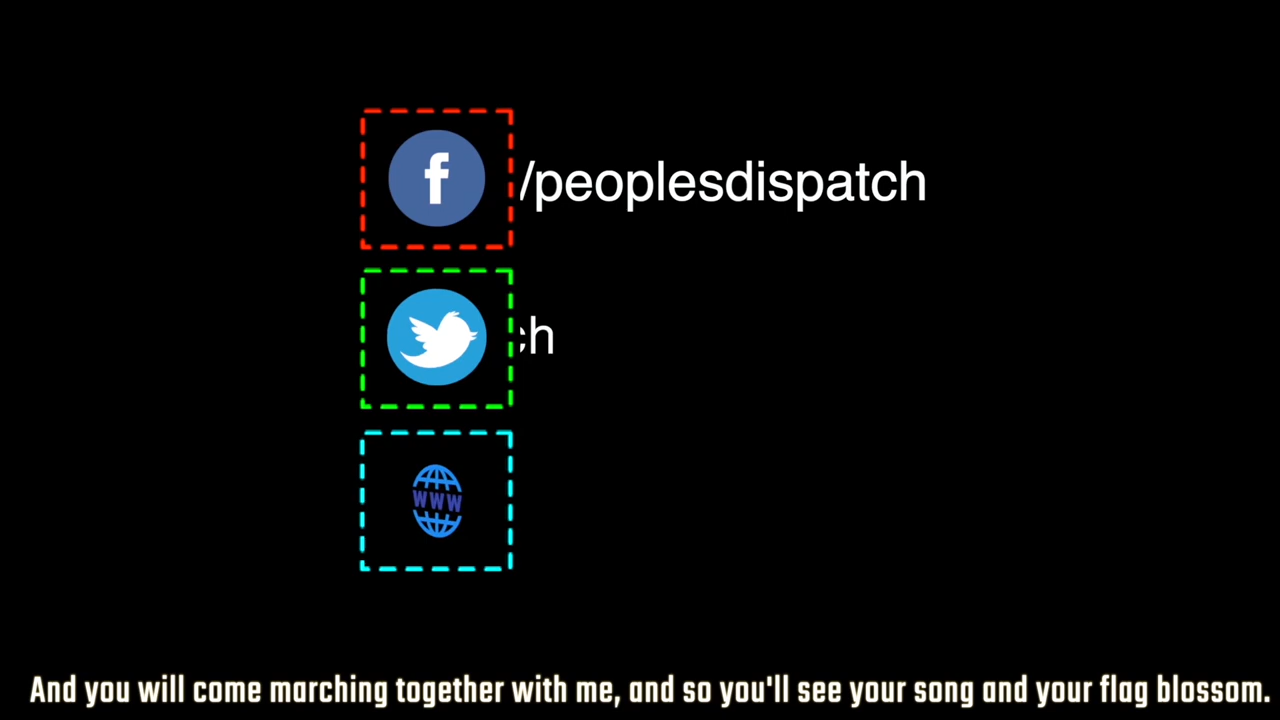 f /peoplesdispatch
ch
WWW
And you will come marching together with me, and so you'll see your song and your flag blossom.